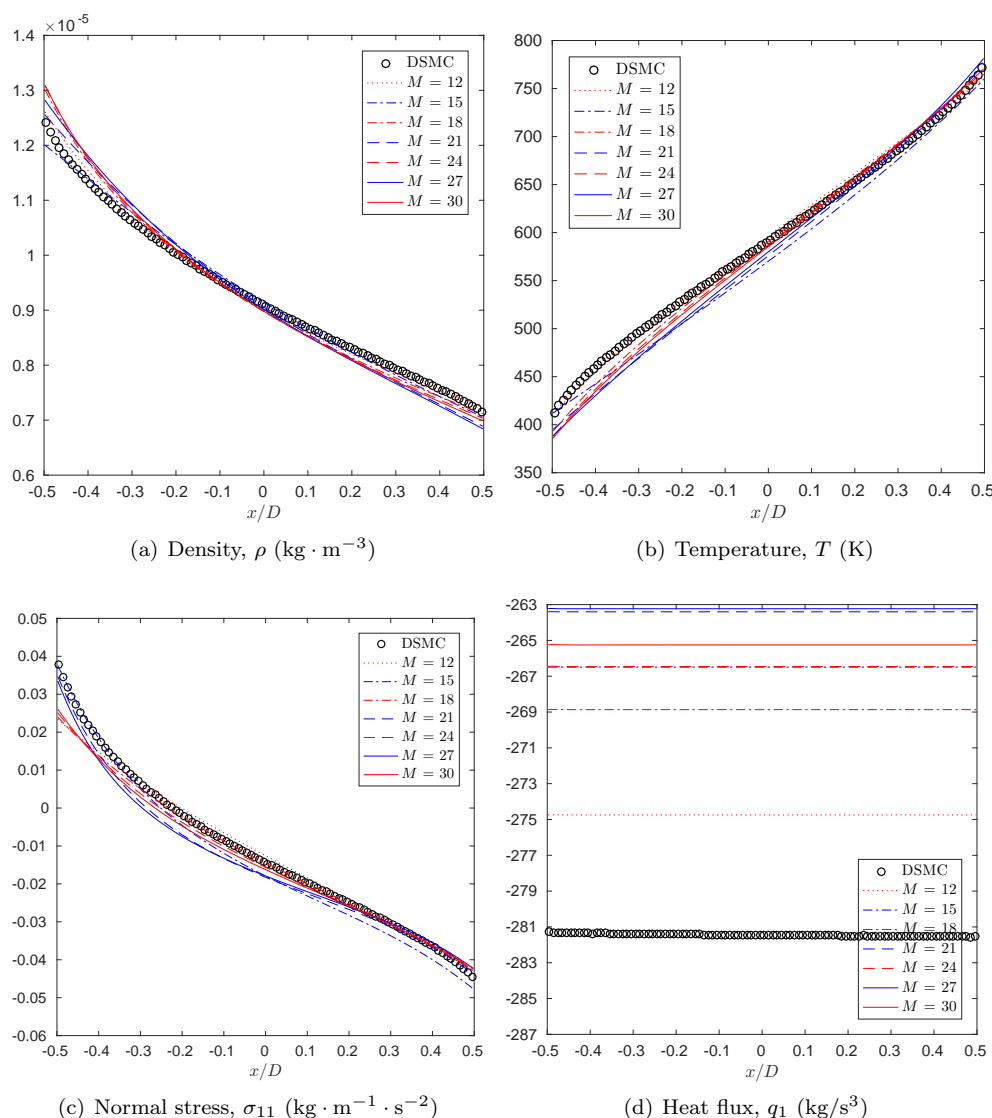 ×10⁻⁵
1.4
1.3
1.2
1.1
1
0.9
0.8
0.7
0.6
-0.5 -0.4 -0.3 -0.2 -0.1 0 0.1 0.2 0.3 0.4 0.5
x/D
DSMC
M = 12
M = 15
M = 18
M = 21
M = 24
M = 27
M = 30
(a) Density, ρ (kg · m⁻³)
800
750
700
650
600
550
500
450
400
350
-0.5 -0.4 -0.3 -0.2 -0.1 0 0.1 0.2 0.3 0.4 0.5
x/D
DSMC
M = 12
M = 15
M = 18
M = 21
M = 24
M = 27
M = 30
(b) Temperature, T (K)
0.05
0.04
0.03
0.02
0.01
0
-0.01
-0.02
-0.03
-0.04
-0.05
-0.06
-0.5 -0.4 -0.3 -0.2 -0.1 0 0.1 0.2 0.3 0.4 0.5
x/D
DSMC
M = 12
M = 15
M = 18
M = 21
M = 24
M = 27
M = 30
(c) Normal stress, σ₁₁ (kg · m⁻¹ · s⁻²)
-263
-265
-267
-269
-271
-273
-275
-277
-279
-281
-283
-285
-287
-0.5 -0.4 -0.3 -0.2 -0.1 0 0.1 0.2 0.3 0.4 0.5
x/D
DSMC
M = 12
M = 15
M = 18
M = 21
M = 24
M = 27
M = 30
(d) Heat flux, q₁ (kg/s³)